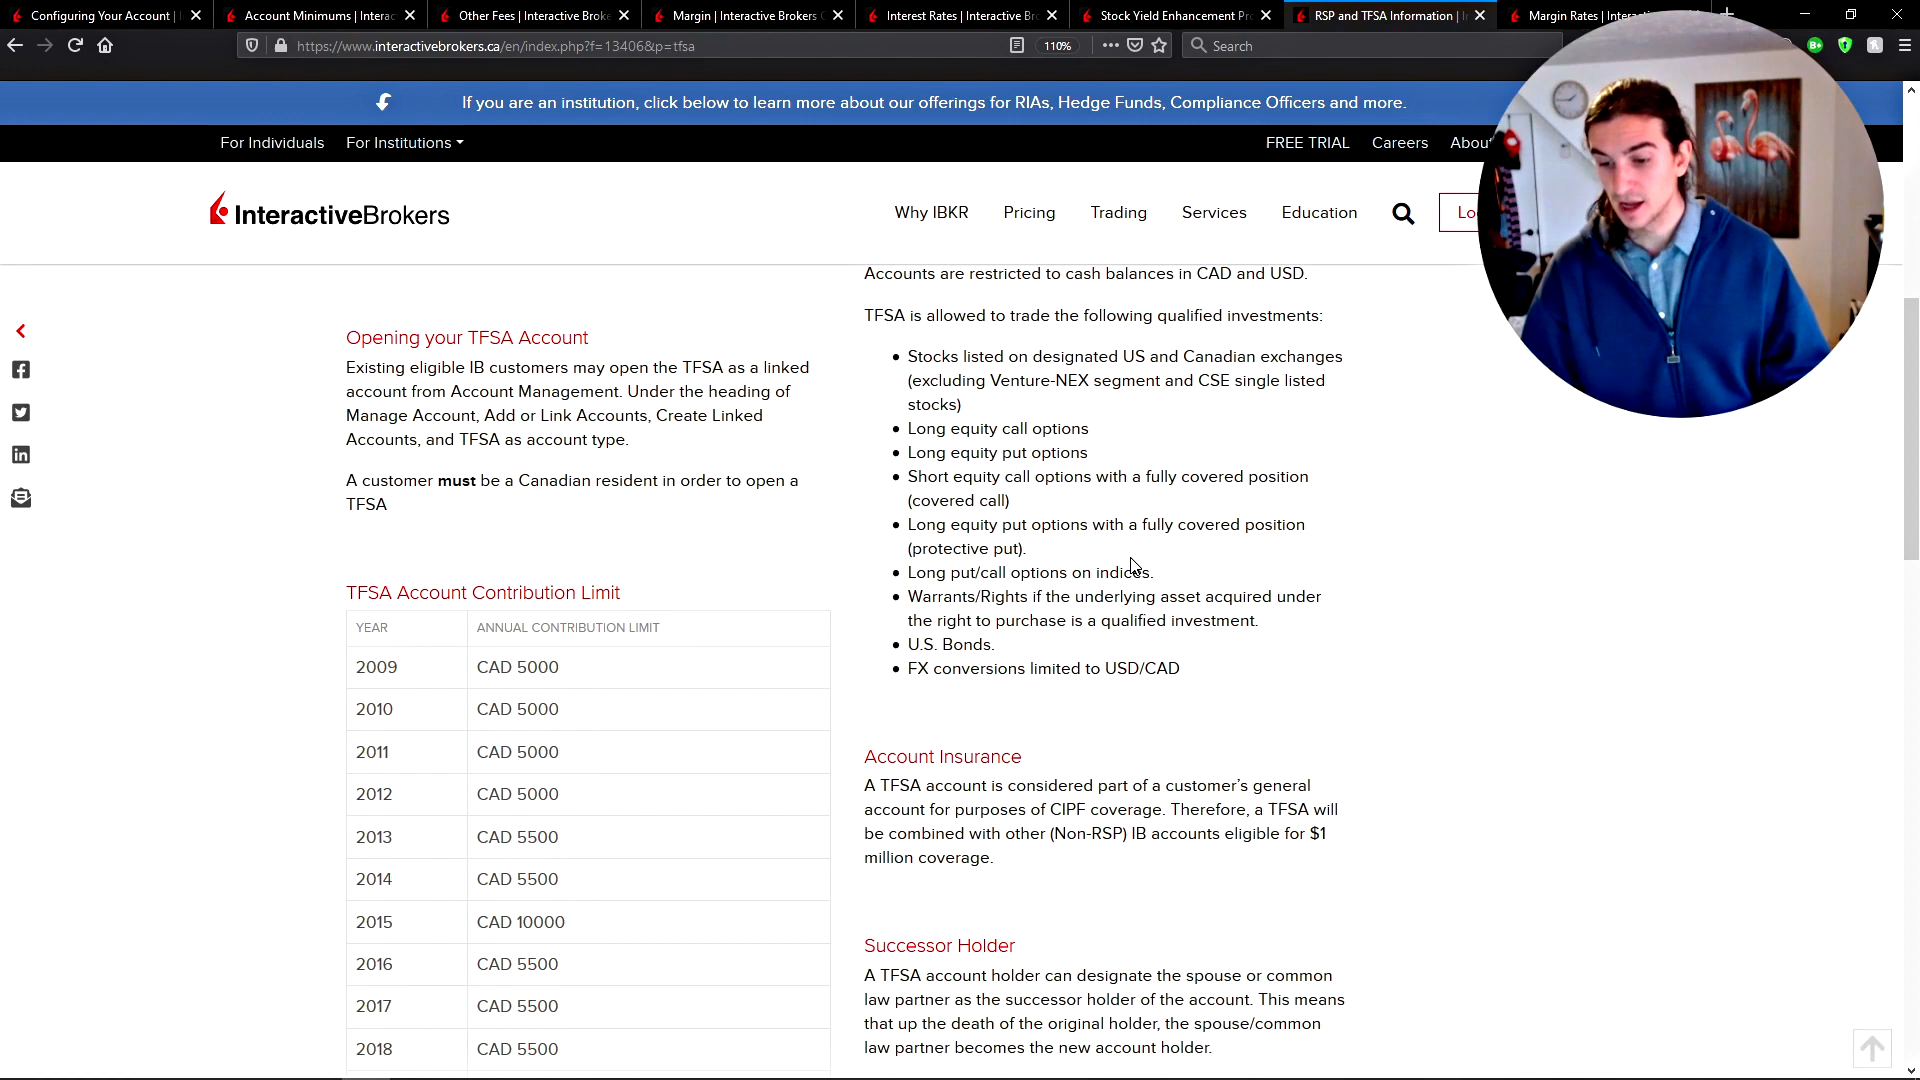 Configuring Your Account |
Account Minimums | Interac
Other Fees | Interactive Broke
Margin | Interactive Brokers
Interest Rates | Interactive Br
Stock Yield Enhancement Pr
RSP and TFSA Information | I
Margin Rates | Intera
https://www.interactivebrokers.ca/en/index.php?f=13406&p=tfsa
110%
Search
If you are an institution, click below to learn more about our offerings for RIAs, Hedge Funds, Compliance Officers and more.
For Individuals
For Institutions
FREE TRIAL
Careers
About
InteractiveBrokers
Why IBKR
Pricing
Trading
Services
Education
Lo
Opening your TFSA Account
Existing eligible IB customers may open the TFSA as a linked
account from Account Management. Under the heading of
Manage Account, Add or Link Accounts, Create Linked
Accounts, and TFSA as account type.
A customer must be a Canadian resident in order to open a
TFSA
TFSA Account Contribution Limit
YEAR ANNUAL CONTRIBUTION LIMIT
2009 CAD 5000
2010 CAD 5000
2011 CAD 5000
2012 CAD 5000
2013 CAD 5500
2014 CAD 5500
2015 CAD 10000
2016 CAD 5500
2017 CAD 5500
2018 CAD 5500
Accounts are restricted to cash balances in CAD and USD.
TFSA is allowed to trade the following qualified investments:
• Stocks listed on designated US and Canadian exchanges
(excluding Venture-NEX segment and CSE single listed
stocks)
• Long equity call options
• Long equity put options
• Short equity call options with a fully covered position
(covered call)
• Long equity put options with a fully covered position
(protective put).
• Long put/call options on indices.
• Warrants/Rights if the underlying asset acquired under
the right to purchase is a qualified investment.
• U.S. Bonds.
• FX conversions limited to USD/CAD
Account Insurance
A TFSA account is considered part of a customer's general
account for purposes of CIPF coverage. Therefore, a TFSA will
be combined with other (Non-RSP) IB accounts eligible for $1
million coverage.
Successor Holder
A TFSA account holder can designate the spouse or common
law partner as the successor holder of the account. This means
that up the death of the original holder, the spouse/common
law partner becomes the new account holder.